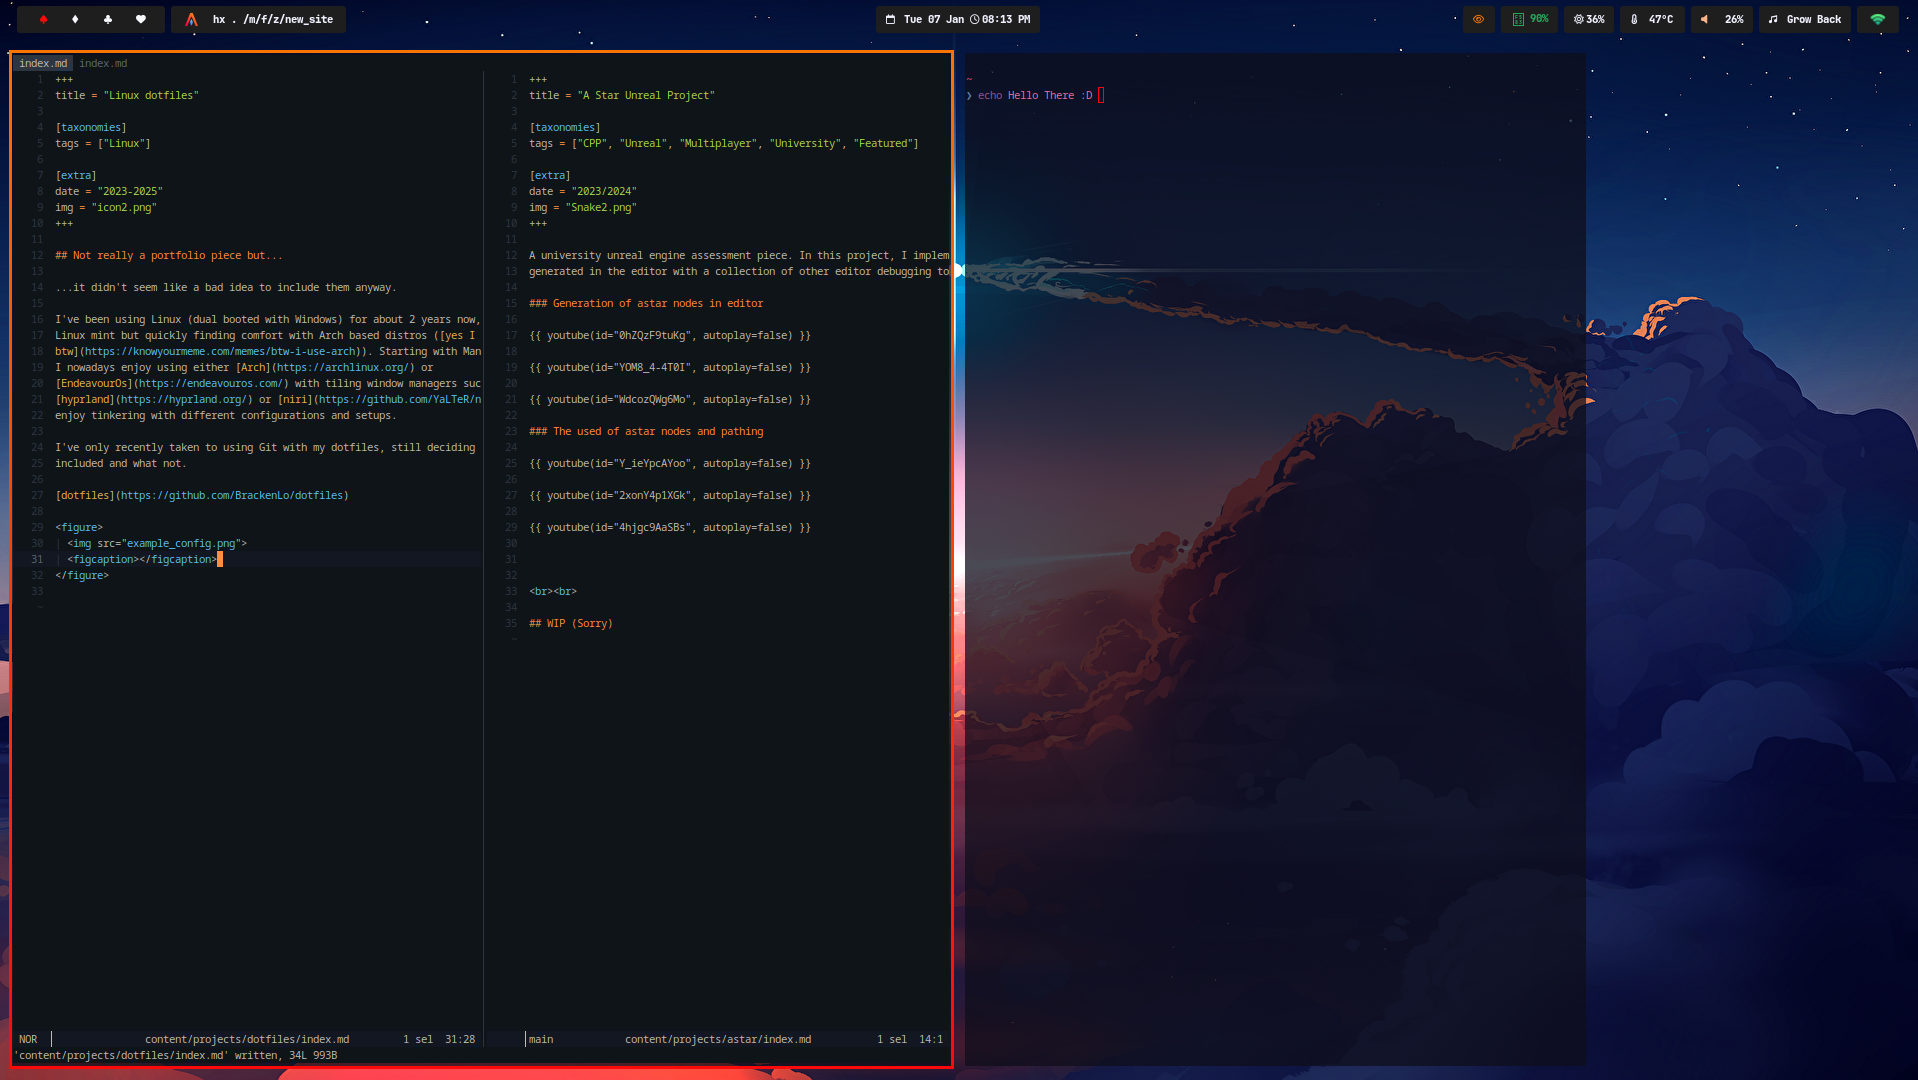 hx . /m/f/z/new_site
Tue 07 Jan 08:13 PM
90%
36%
47°C
26%
Grow Back
index.md index.md
1 +++
2 title = "Linux dotfiles"
3
4 [taxonomies]
5 tags = ["Linux"]
6
7 [extra]
8 date = "2023-2025"
9 img = "icon2.png"
10 +++
11
12 ## Not really a portfolio piece but...
13
14 ...it didn't seem like a bad idea to include them anyway.
15
16 I've been using Linux (dual booted with Windows) for about 2 years now,
17 Linux mint but quickly finding comfort with Arch based distros ([yes I
18 btw](https://knowyourmeme.com/memes/btw-i-use-arch)). Starting with Man
19 I nowadays enjoy using either [Arch](https://archlinux.org/) or
20 [EndeavourOs](https://endeavouros.com/) with tiling window managers suc
21 [hyprland](https://hyprland.org/) or [niri](https://github.com/YaLTeR/n
22 enjoy tinkering with different configurations and setups.
23
24 I've only recently taken to using Git with my dotfiles, still deciding
25 included and what not.
26
27 [dotfiles](https://github.com/BrackenLo/dotfiles)
28
29 <figure>
30 <img src="example_config.png">
31 <figcaption></figcaption>
32 </figure>
33
~
NOR content/projects/dotfiles/index.md 1 sel 31:28
'content/projects/dotfiles/index.md' written, 34L 993B
1 +++
2 title = "A Star Unreal Project"
3
4 [taxonomies]
5 tags = ["CPP", "Unreal", "Multiplayer", "University", "Featured"]
6
7 [extra]
8 date = "2023/2024"
9 img = "Snake2.png"
10 +++
11
12 A university unreal engine assessment piece. In this project, I implem
13 generated in the editor with a collection of other editor debugging to
14
15 ### Generation of astar nodes in editor
16
17 {{ youtube(id="0hZQzF9tuKg", autoplay=false) }}
18
19 {{ youtube(id="YOM8_4-4T0I", autoplay=false) }}
20
21 {{ youtube(id="WdcozQWg6Mo", autoplay=false) }}
22
23 ### The used of astar nodes and pathing
24
25 {{ youtube(id="Y_ieYpcAYoo", autoplay=false) }}
26
27 {{ youtube(id="2xonY4p1XGk", autoplay=false) }}
28
29 {{ youtube(id="4hjgc9AaSBs", autoplay=false) }}
30
31
32
33 <br><br>
34
35 ## WIP (Sorry)
~
main content/projects/astar/index.md 1 sel 14:1
~
❯ echo Hello There :D